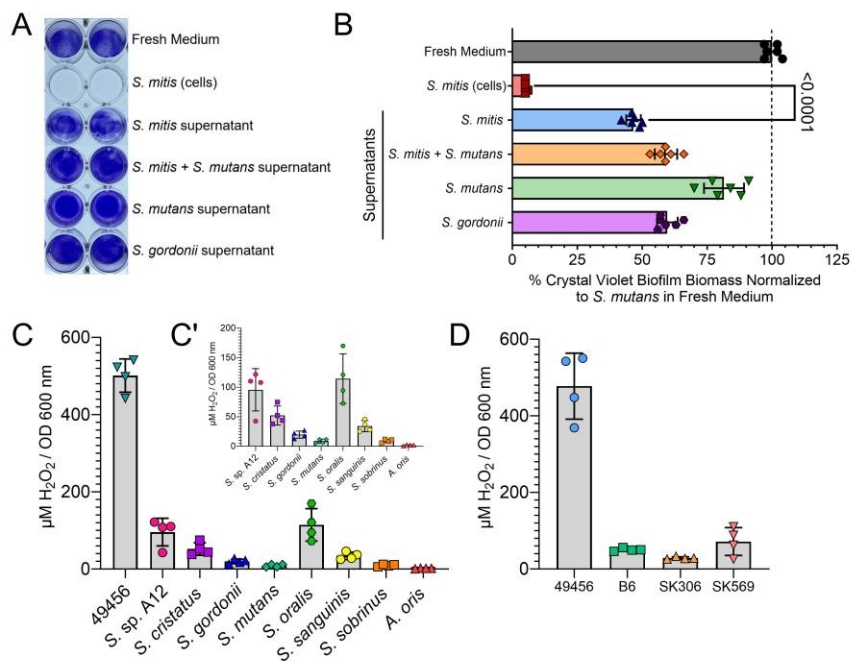 A
Fresh Medium
S. mitis (cells)
S. mitis supernatant
S. mitis + S. mutans supernatant
S. mutans supernatant
S. gordonii supernatant
B
Fresh Medium
S. mitis (cells)
S. mitis
S. mitis + S. mutans
S. mutans
S. gordonii
Supernatants
<0.0001
0 25 50 75 100 125
% Crystal Violet Biofilm Biomass Normalized
to S. mutans in Fresh Medium
C
µM H₂O₂ / OD 600 nm
600
400
200
0
49456
S. sp. A12
S. cristatus
S. gordonii
S. mutans
S. oralis
S. sanguinis
S. sobrinus
A. oris
C'
µM H₂O₂ / OD 600 nm
200
150
100
50
0
S. sp. A12
S. cristatus
S. gordonii
S. mutans
S. oralis
S. sanguinis
S. sobrinus
A. oris
D
µM H₂O₂ / OD 600 nm
600
400
200
0
49456 B6 SK306 SK569